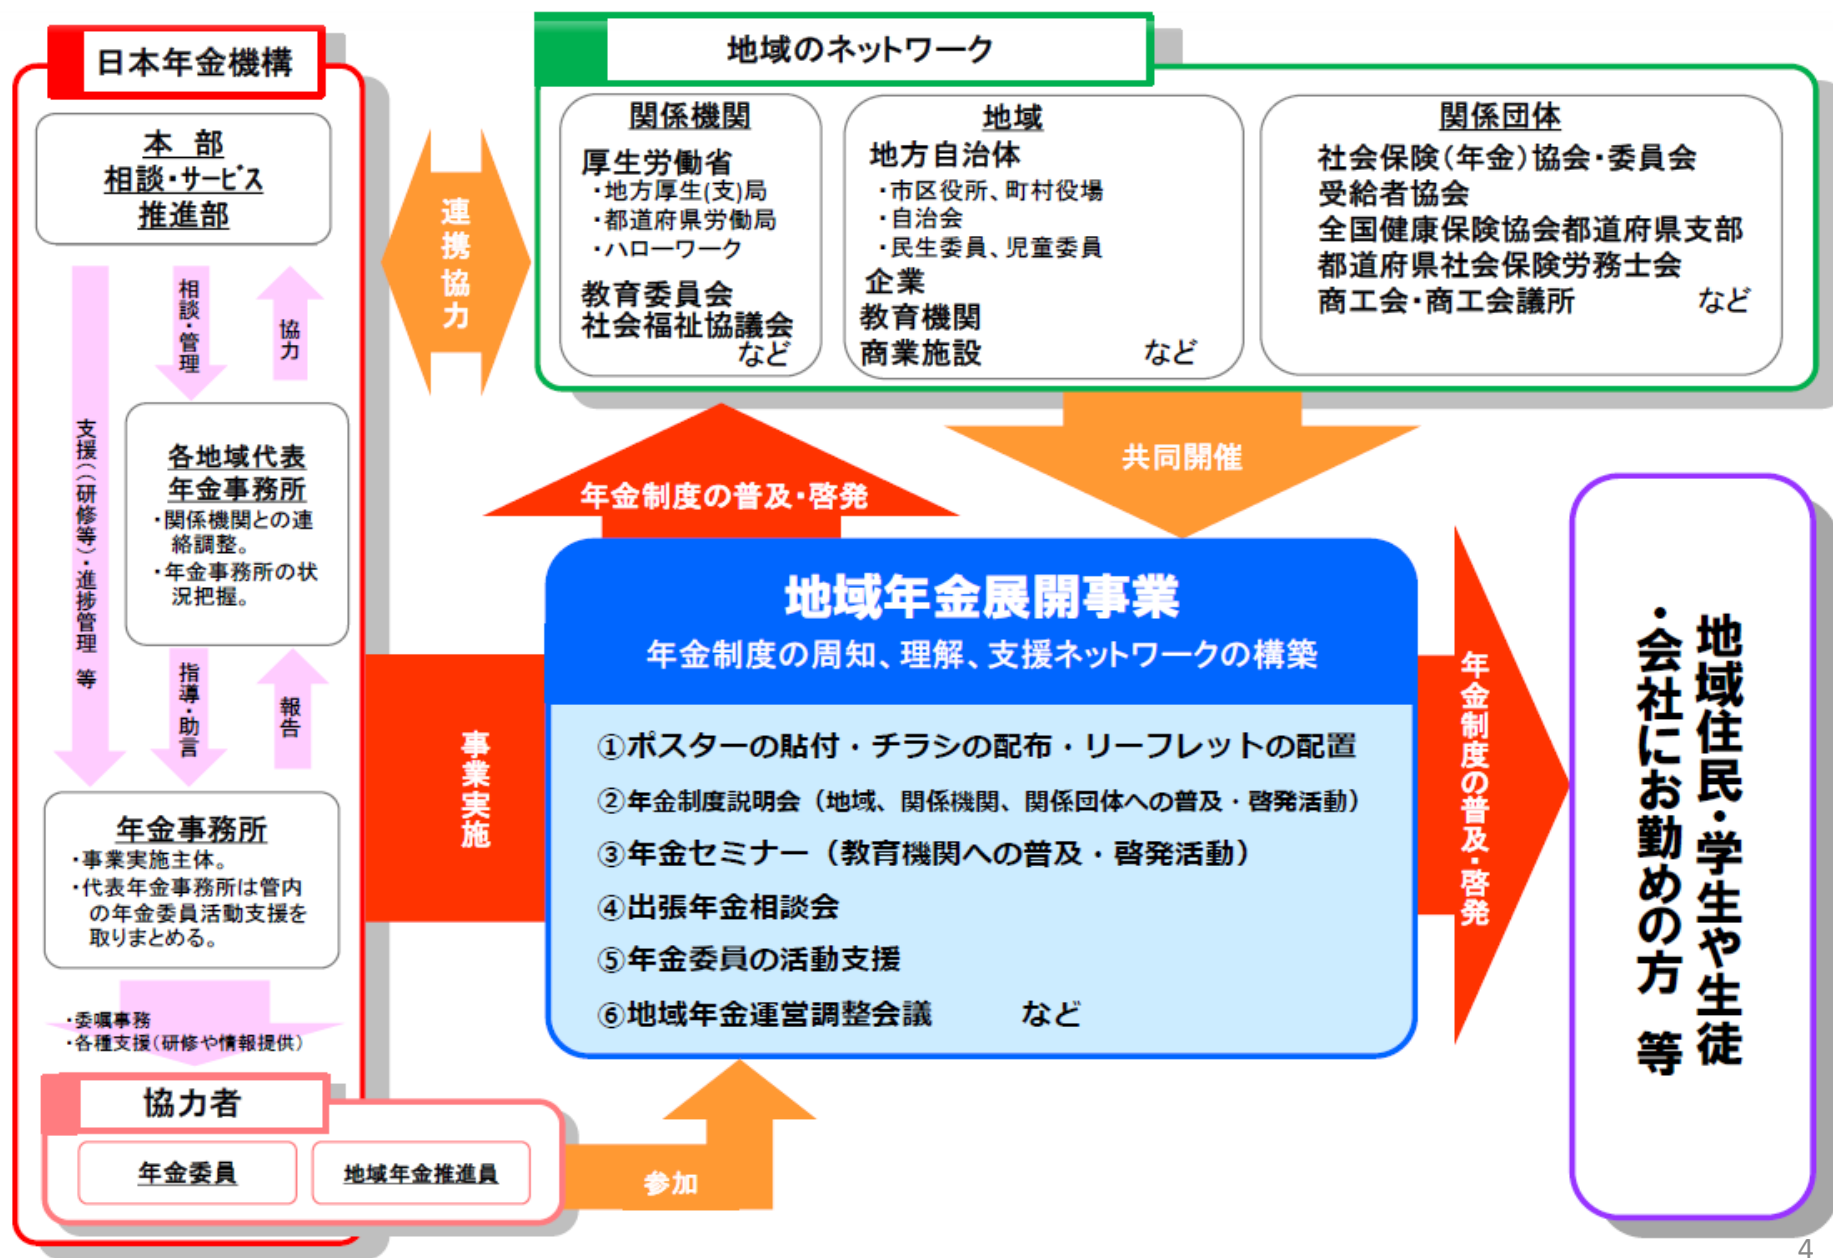 日本年金機構
本 部
相談・サービス
推進部
相談・管理
協力
支援((研修等)・進捗管理 等
各地域代表
年金事務所
・関係機関との連
絡調整。
・年金事務所の状
況把握。
指導・助言
報告
年金事務所
・事業実施主体。
・代表年金事務所は管内
の年金委員活動支援を
取りまとめる。
・委嘱事務
・各種支援(研修や情報提供)
協力者
年金委員
地域年金推進員
連携協力
地域のネットワーク
関係機関
厚生労働省
・地方厚生(支)局
・都道府県労働局
・ハローワーク
教育委員会
社会福祉協議会
など
地域
地方自治体
・市区役所、町村役場
・自治会
・民生委員、児童委員
企業
教育機関
商業施設 など
関係団体
社会保険(年金)協会・委員会
受給者協会
全国健康保険協会都道府県支部
都道府県社会保険労務士会
商工会・商工会議所 など
年金制度の普及・啓発
共同開催
事業実施
地域年金展開事業
年金制度の周知、理解、支援ネットワークの構築
①ポスターの貼付・チラシの配布・リーフレットの配置
②年金制度説明会（地域、関係機関、関係団体への普及・啓発活動）
③年金セミナー（教育機関への普及・啓発活動）
④出張年金相談会
⑤年金委員の活動支援
⑥地域年金運営調整会議 など
参加
年金制度の普及・啓発
地域住民・学生や生徒
・会社にお勤めの方 等
4